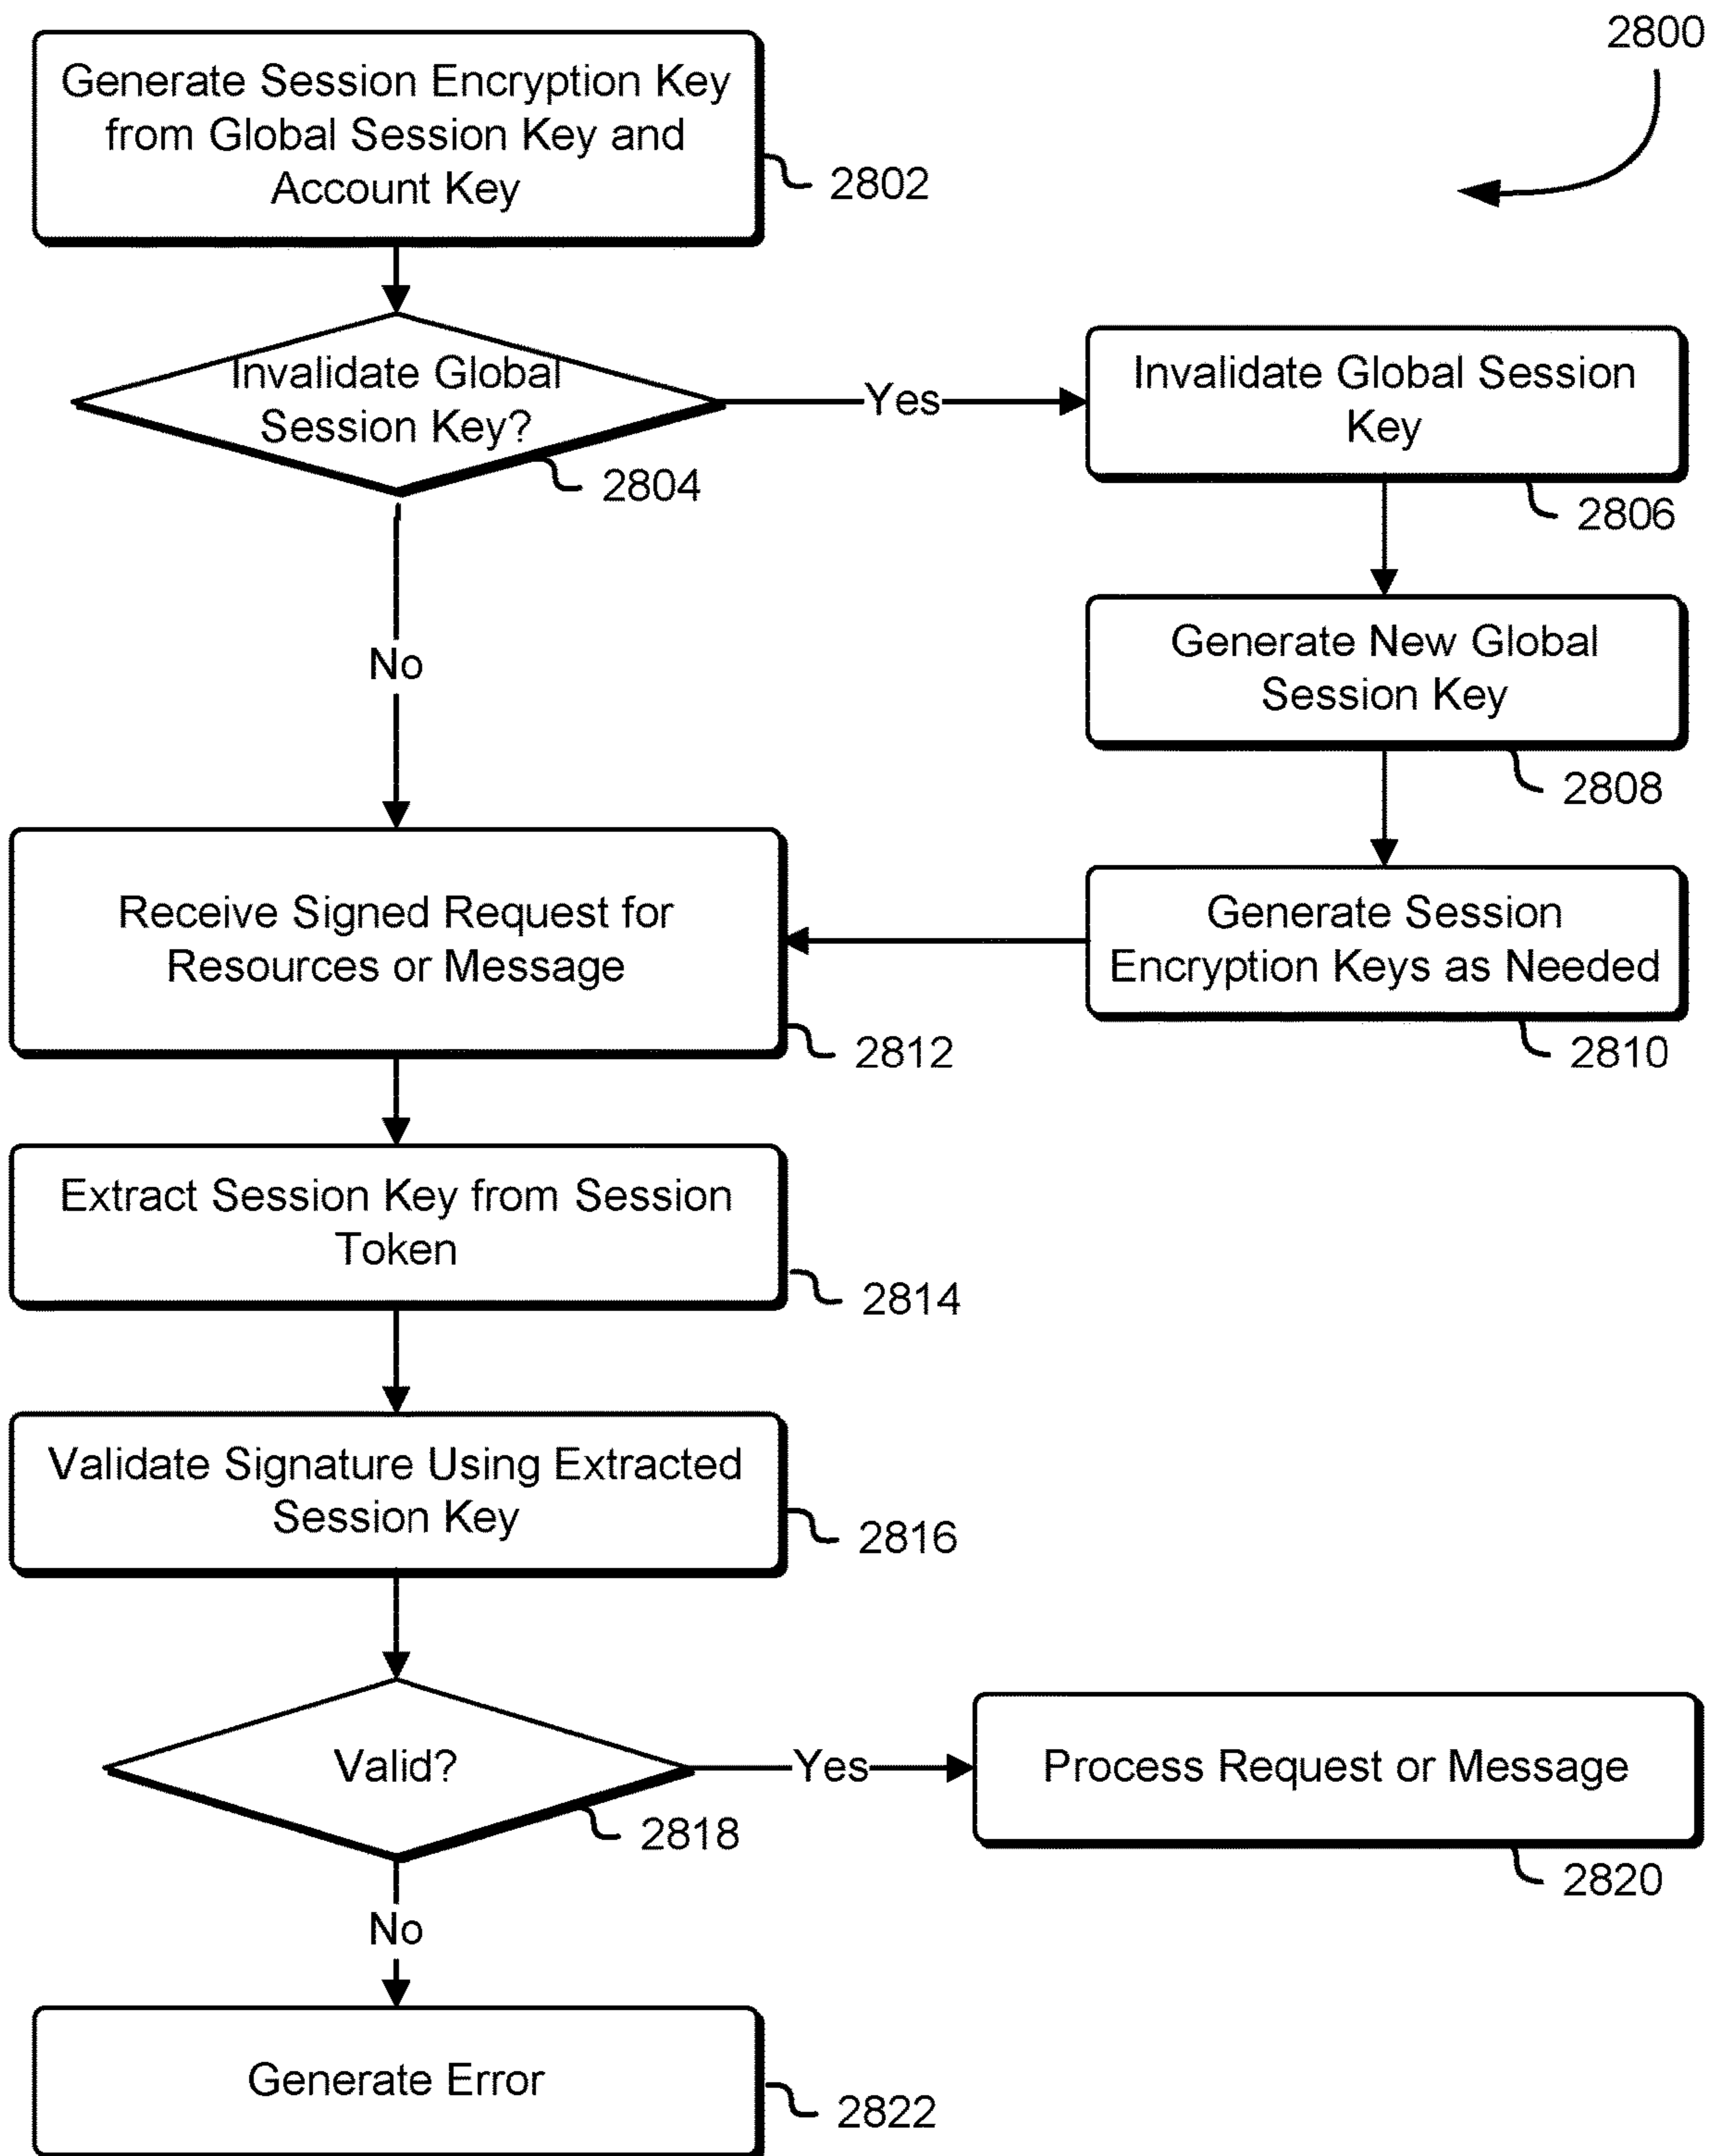 2800
Generate Session Encryption Key
from Global Session Key and
Account Key
2802
Invalidate Global
Session Key?
2804
Yes
Invalidate Global Session
Key
2806
No
Generate New Global
Session Key
2808
Generate Session
Encryption Keys as Needed
2810
Receive Signed Request for
Resources or Message
2812
Extract Session Key from Session
Token
2814
Validate Signature Using Extracted
Session Key
2816
Valid?
2818
Yes
Process Request or Message
2820
No
Generate Error
2822